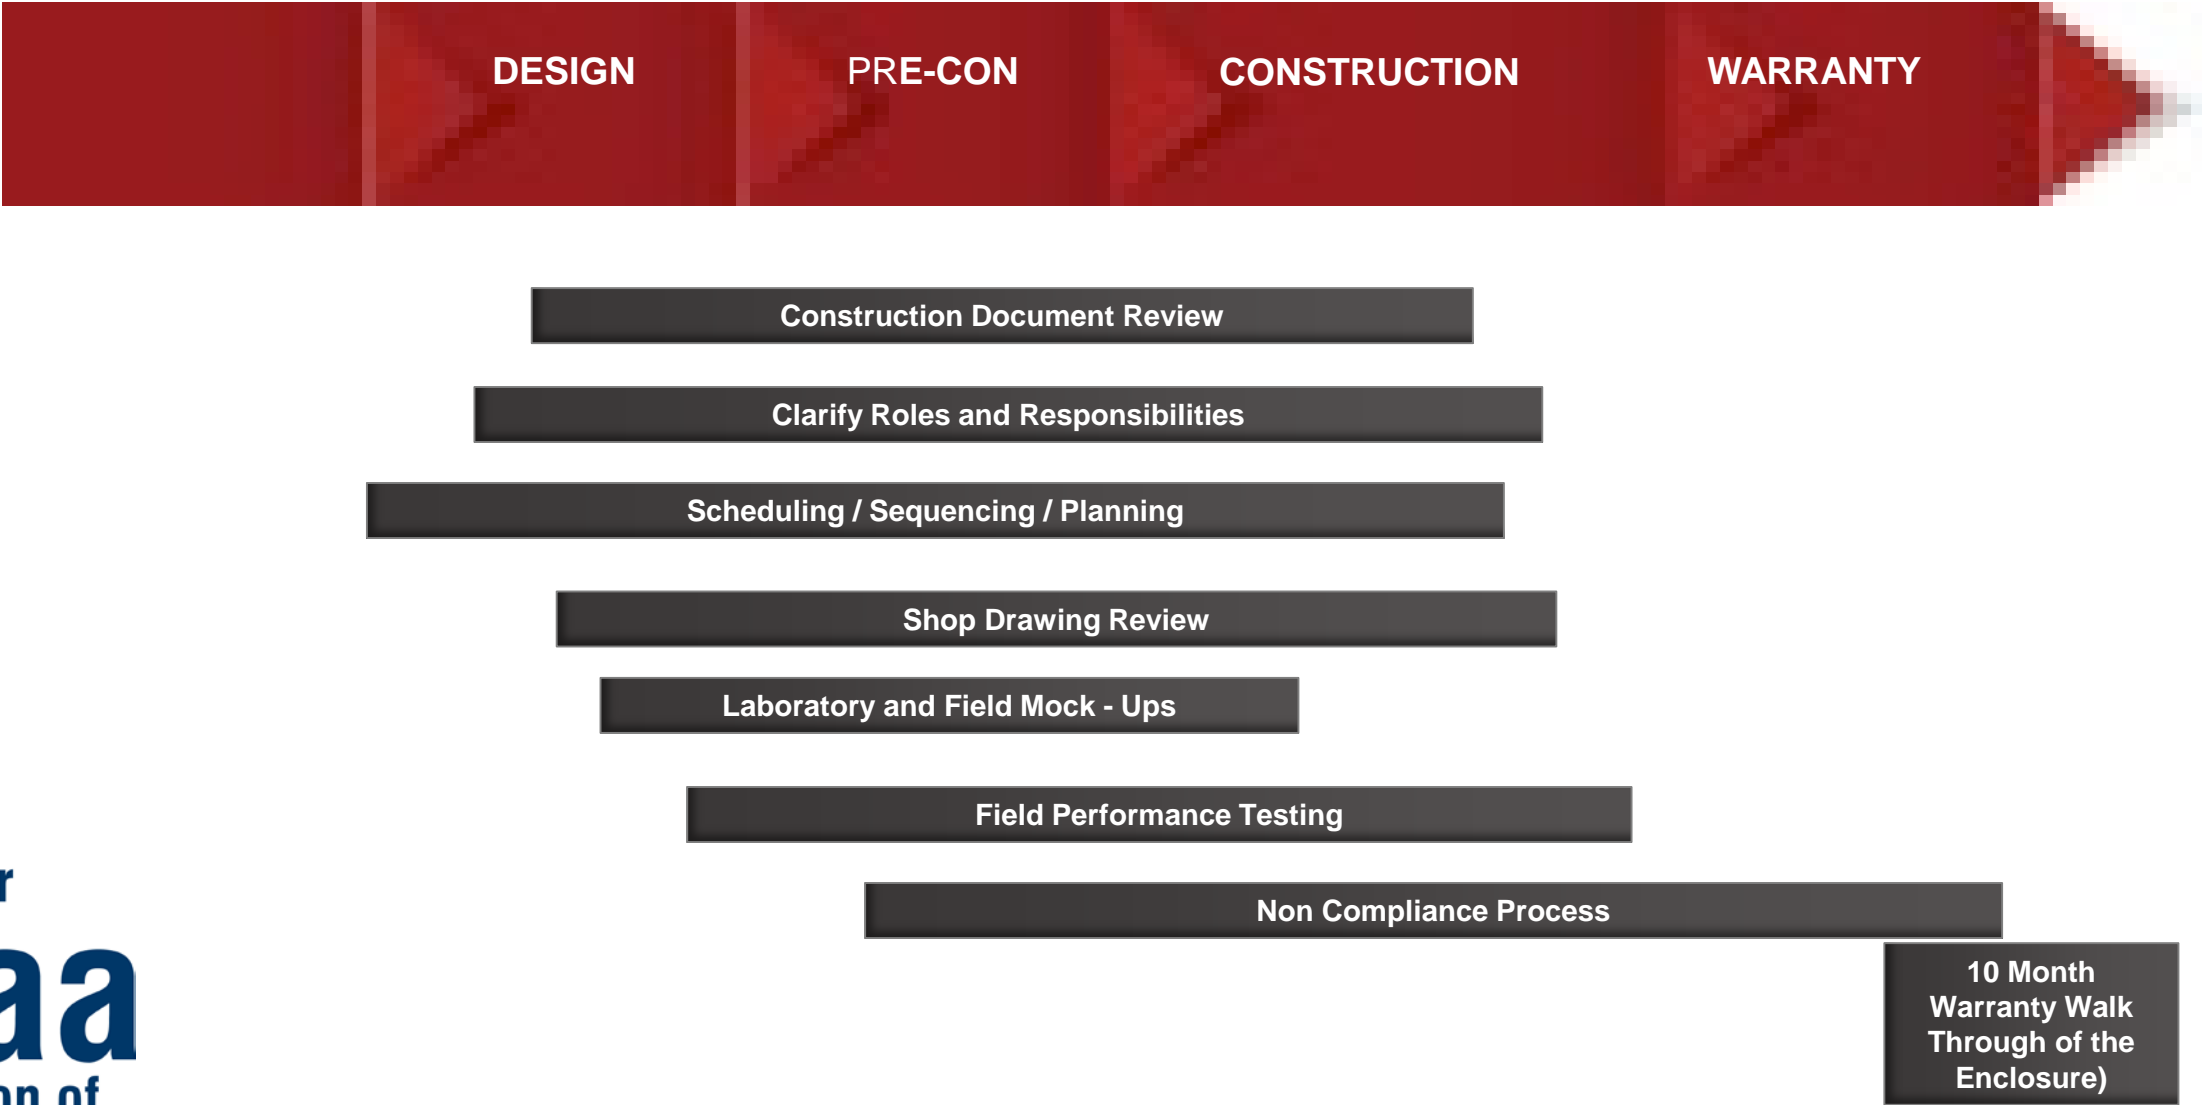 DESIGN PRE-CON CONSTRUCTION WARRANTY
Construction Document Review
Clarify Roles and Responsibilities
Scheduling / Sequencing / Planning
Shop Drawing Review
Laboratory and Field Mock - Ups
Field Performance Testing
Non Compliance Process
10 Month
Warranty Walk
Through of the
Enclosure)
of